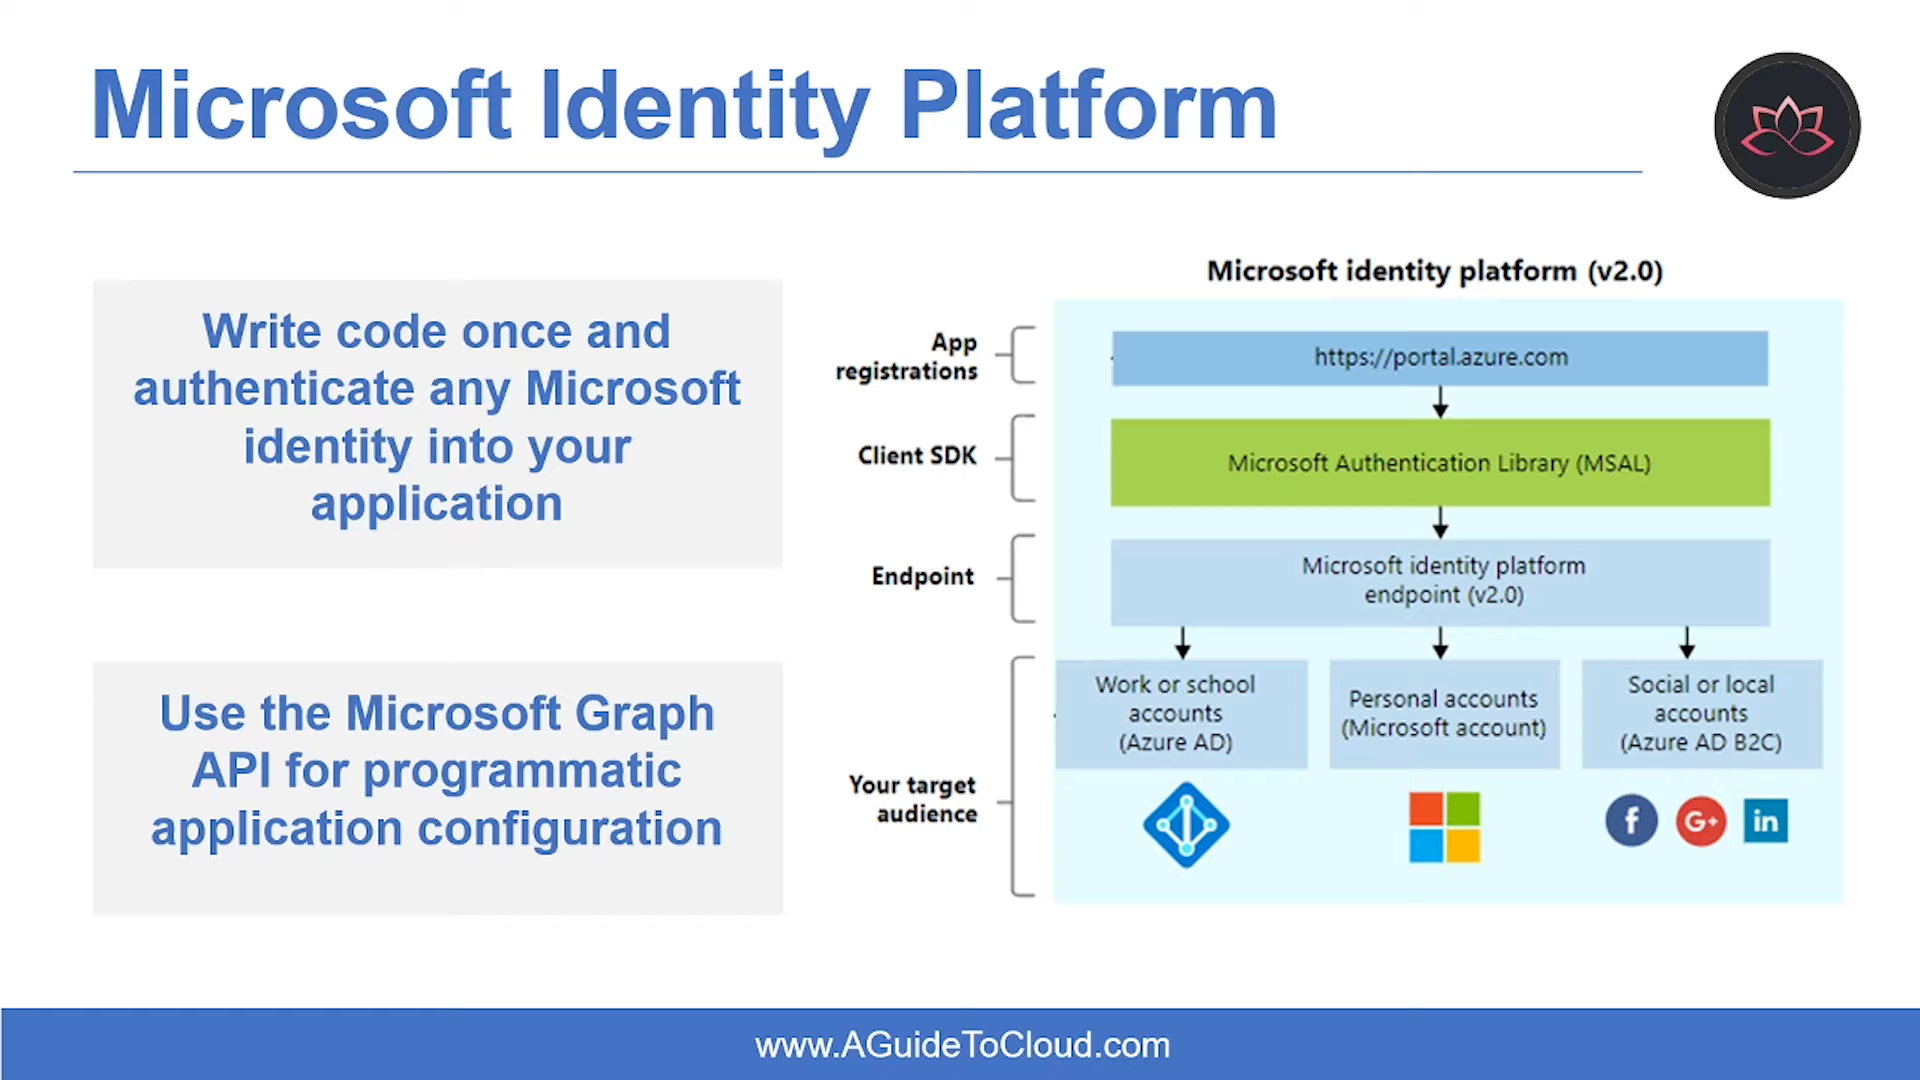 Microsoft Identity Platform
Write code once and
authenticate any Microsoft
identity into your
application
Use the Microsoft Graph
API for programmatic
application configuration
Microsoft identity platform (v2.0)
App
registrations
https://portal.azure.com
Client SDK
Microsoft Authentication Library (MSAL)
Endpoint
Microsoft identity platform
endpoint (v2.0)
Your target
audience
Work or school
accounts
(Azure AD)
Personal accounts
(Microsoft account)
Social or local
accounts
(Azure AD B2C)
f
G+
in
www.AGuideToCloud.com